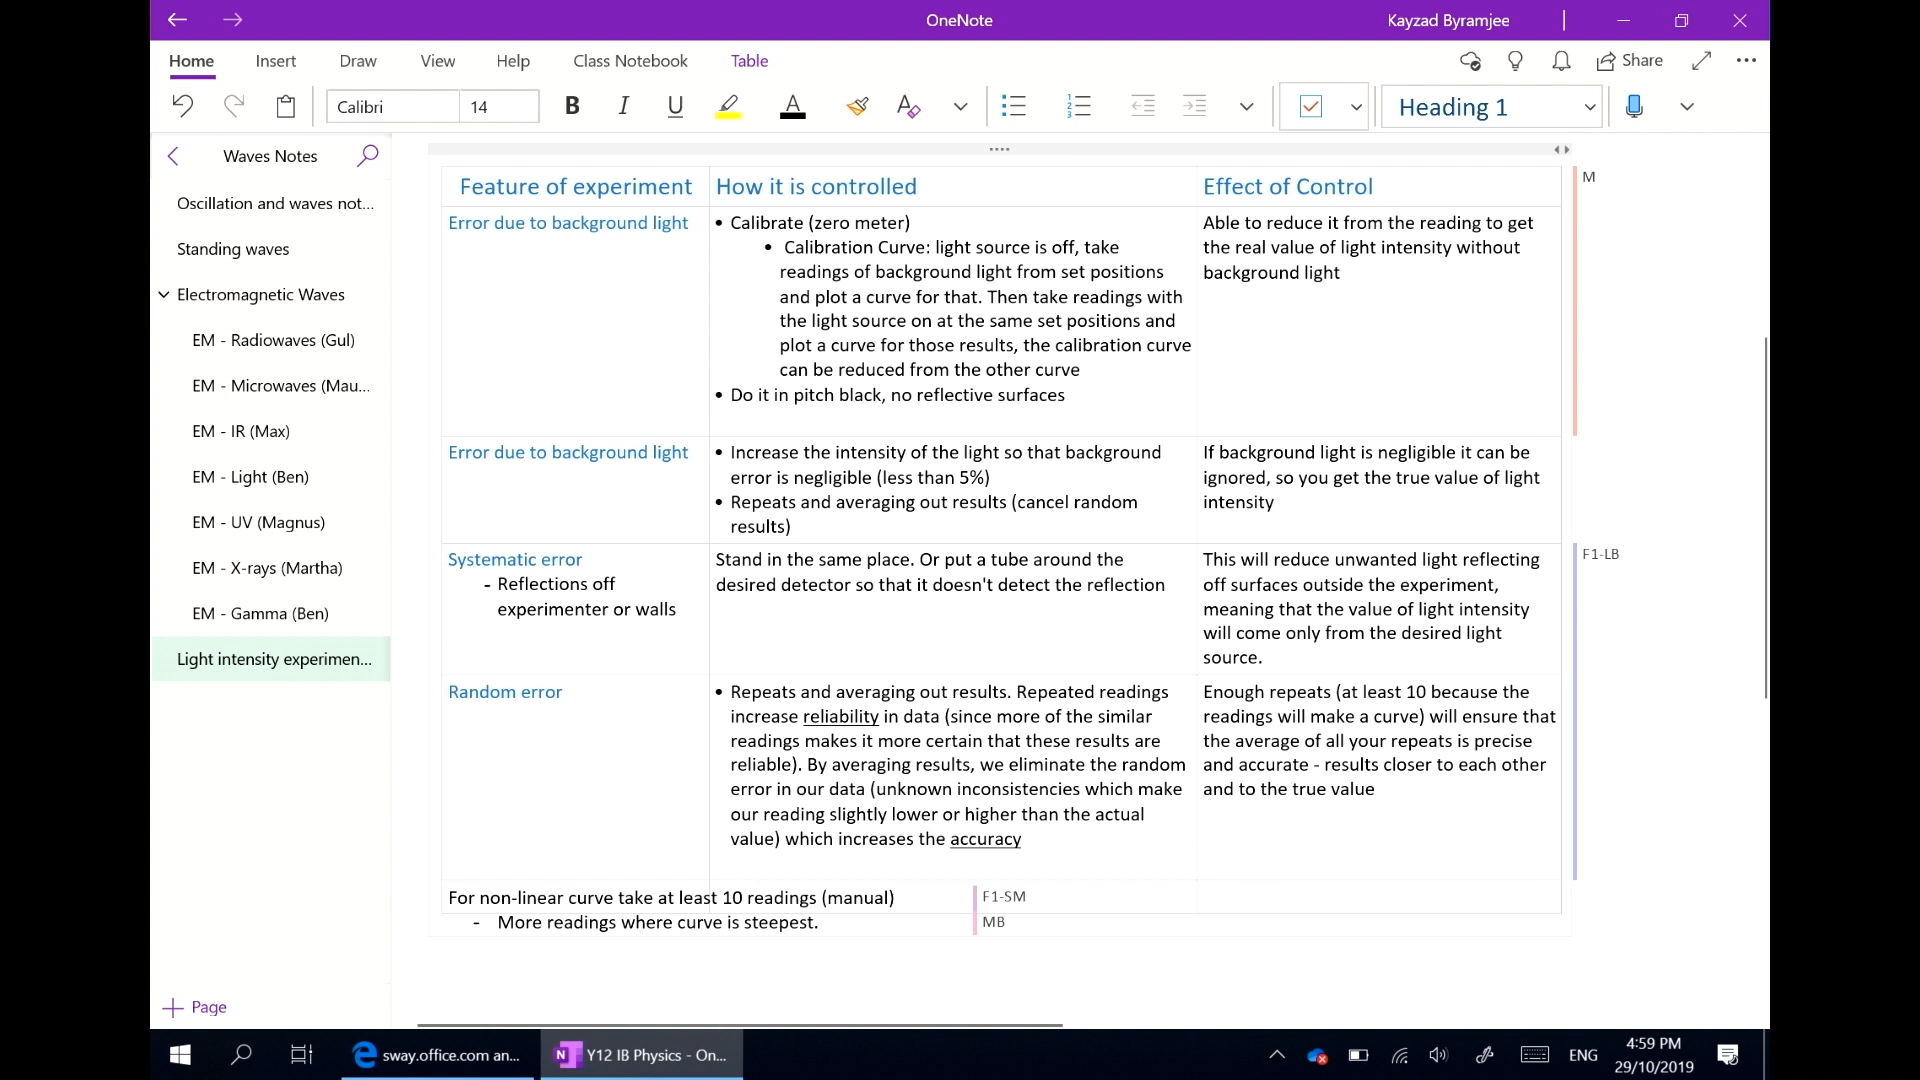 OneNote
Kayzad Byramjee
Home
Insert
Draw
View
Help
Class Notebook
Table
Share
Calibri
14
B
I
U
A
A
Heading 1
Waves Notes
Oscillation and waves not...
Standing waves
Electromagnetic Waves
EM - Radiowaves (Gul)
EM - Microwaves (Mau...
EM - IR (Max)
EM - Light (Ben)
EM - UV (Magnus)
EM - X-rays (Martha)
EM - Gamma (Ben)
Light intensity experimen...
Page
Feature of experiment
How it is controlled
Effect of Control
M
Error due to background light
• Calibrate (zero meter)
• Calibration Curve: light source is off, take
readings of background light from set positions
and plot a curve for that. Then take readings with
the light source on at the same set positions and
plot a curve for those results, the calibration curve
can be reduced from the other curve
• Do it in pitch black, no reflective surfaces
Able to reduce it from the reading to get
the real value of light intensity without
background light
Error due to background light
• Increase the intensity of the light so that background
error is negligible (less than 5%)
• Repeats and averaging out results (cancel random
results)
If background light is negligible it can be
ignored, so you get the true value of light
intensity
Systematic error
- Reflections off
experimenter or walls
Stand in the same place. Or put a tube around the
desired detector so that it doesn't detect the reflection
This will reduce unwanted light reflecting
off surfaces outside the experiment,
meaning that the value of light intensity
will come only from the desired light
source.
F1-LB
Random error
• Repeats and averaging out results. Repeated readings
increase reliability in data (since more of the similar
readings makes it more certain that these results are
reliable). By averaging results, we eliminate the random
error in our data (unknown inconsistencies which make
our reading slightly lower or higher than the actual
value) which increases the accuracy
Enough repeats (at least 10 because the
readings will make a curve) will ensure that
the average of all your repeats is precise
and accurate - results closer to each other
and to the true value
For non-linear curve take at least 10 readings (manual)
F1-SM
- More readings where curve is steepest.
MB
sway.office.com an...
N
Y12 IB Physics - On...
ENG
4:59 PM
29/10/2019